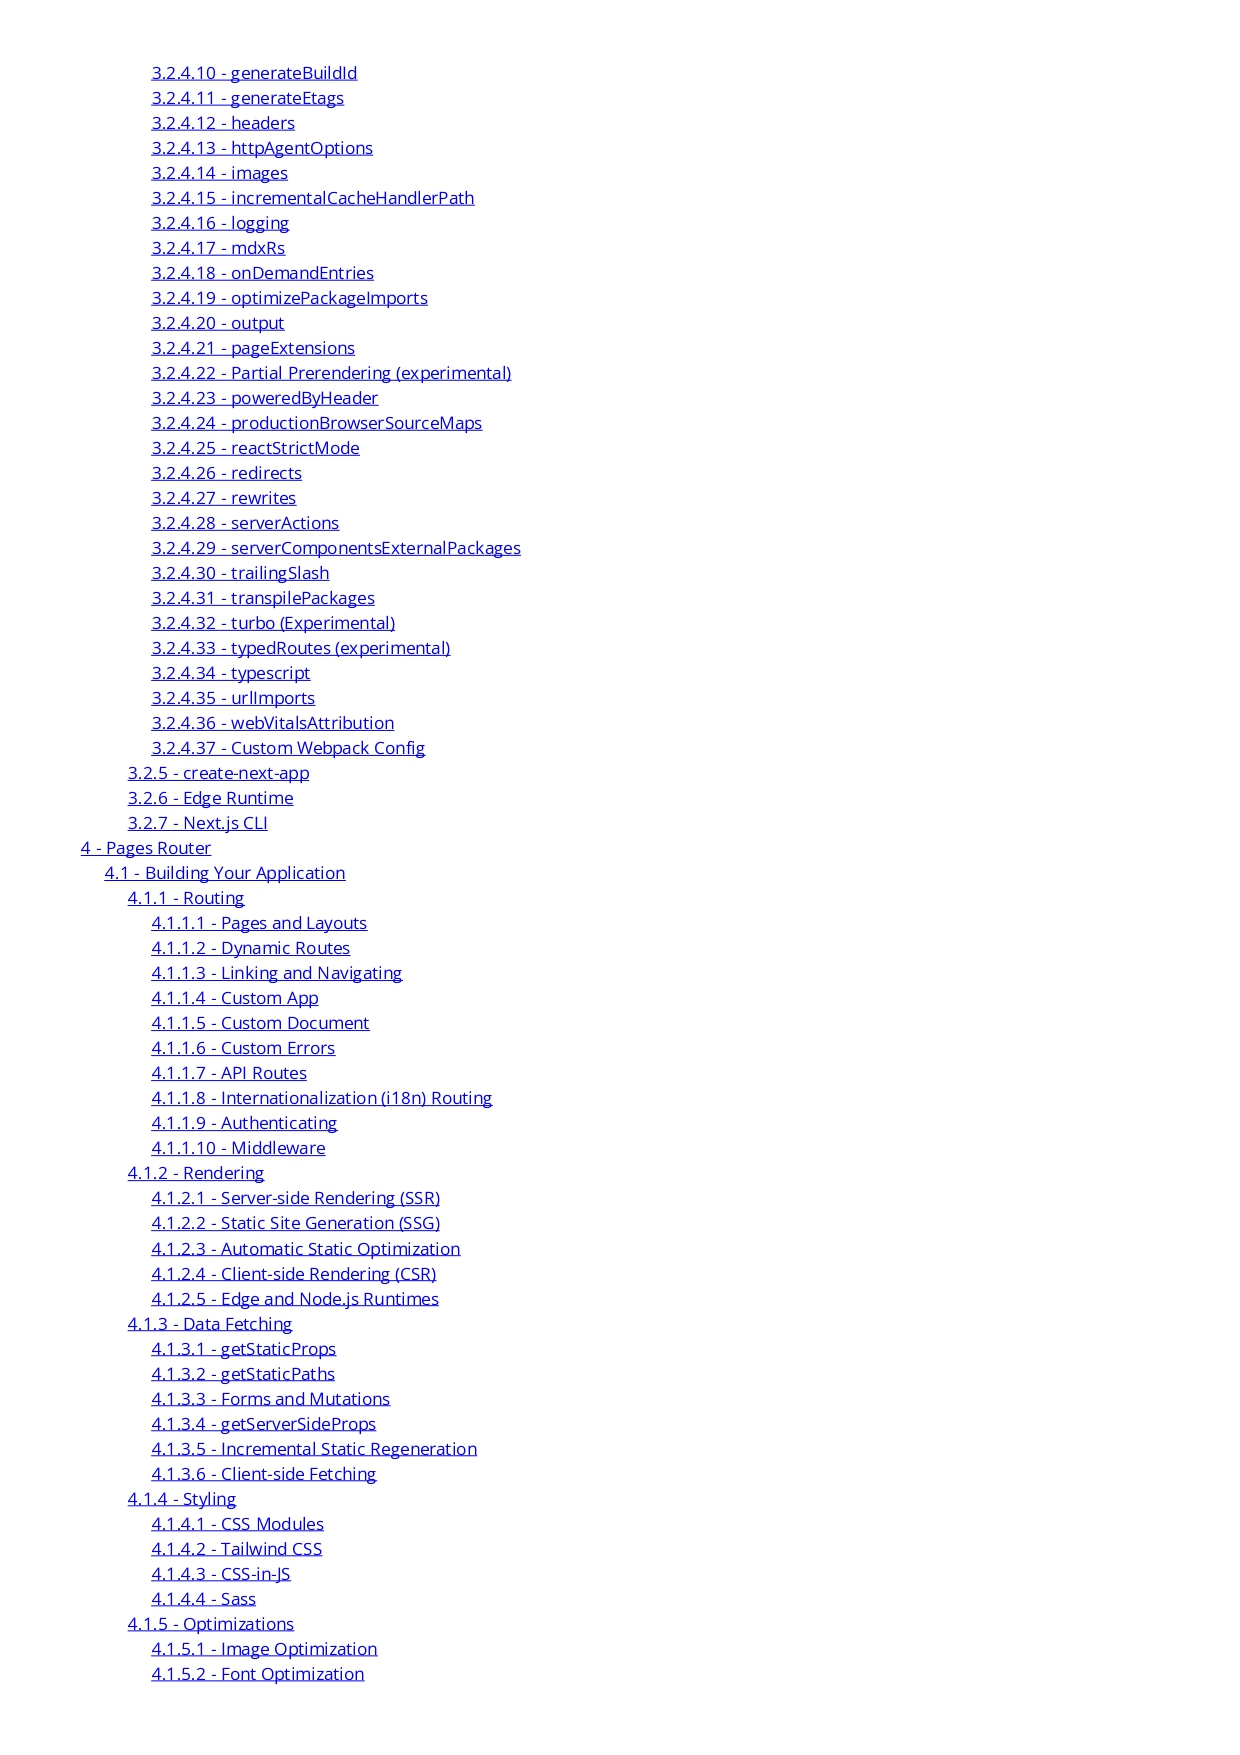 3.2.4.10 - generateBuildId
3.2.4.11 - generateEtags
3.2.4.12 - headers
3.2.4.13 - httpAgentOptions
3.2.4.14 - images
3.2.4.15 - incrementalCacheHandlerPath
3.2.4.16 - logging
3.2.4.17 - mdxRs
3.2.4.18 - onDemandEntries
3.2.4.19 - optimizePackageImports
3.2.4.20 - output
3.2.4.21 - pageExtensions
3.2.4.22 - Partial Prerendering (experimental)
3.2.4.23 - poweredByHeader
3.2.4.24 - productionBrowserSourceMaps
3.2.4.25 - reactStrictMode
3.2.4.26 - redirects
3.2.4.27 - rewrites
3.2.4.28 - serverActions
3.2.4.29 - serverComponentsExternalPackages
3.2.4.30 - trailingSlash
3.2.4.31 - transpilePackages
3.2.4.32 - turbo (Experimental)
3.2.4.33 - typedRoutes (experimental)
3.2.4.34 - typescript
3.2.4.35 - urlImports
3.2.4.36 - webVitalsAttribution
3.2.4.37 - Custom Webpack Config
3.2.5 - create-next-app
3.2.6 - Edge Runtime
3.2.7 - Next.js CLI
4 - Pages Router
4.1 - Building Your Application
4.1.1 - Routing
4.1.1.1 - Pages and Layouts
4.1.1.2 - Dynamic Routes
4.1.1.3 - Linking and Navigating
4.1.1.4 - Custom App
4.1.1.5 - Custom Document
4.1.1.6 - Custom Errors
4.1.1.7 - API Routes
4.1.1.8 - Internationalization (i18n) Routing
4.1.1.9 - Authenticating
4.1.1.10 - Middleware
4.1.2 - Rendering
4.1.2.1 - Server-side Rendering (SSR)
4.1.2.2 - Static Site Generation (SSG)
4.1.2.3 - Automatic Static Optimization
4.1.2.4 - Client-side Rendering (CSR)
4.1.2.5 - Edge and Node.js Runtimes
4.1.3 - Data Fetching
4.1.3.1 - getStaticProps
4.1.3.2 - getStaticPaths
4.1.3.3 - Forms and Mutations
4.1.3.4 - getServerSideProps
4.1.3.5 - Incremental Static Regeneration
4.1.3.6 - Client-side Fetching
4.1.4 - Styling
4.1.4.1 - CSS Modules
4.1.4.2 - Tailwind CSS
4.1.4.3 - CSS-in-JS
4.1.4.4 - Sass
4.1.5 - Optimizations
4.1.5.1 - Image Optimization
4.1.5.2 - Font Optimization